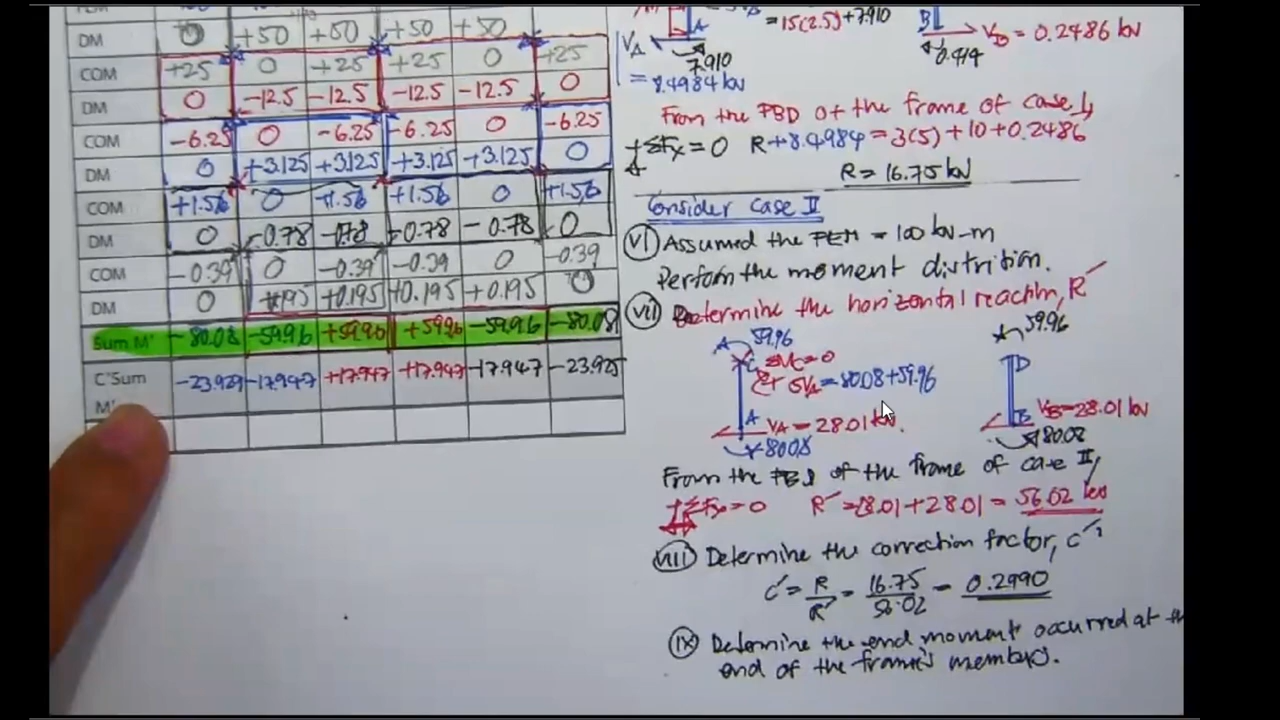 DM 0 +50 +50 +50 +50
COM +25 0 +25 +25 0 +25
DM 0 -12.5 -12.5 -12.5 -12.5 0
COM -6.25 0 -6.25 -6.25 0 -6.25
DM 0 +3.125 +3.125 +3.125 +3.125 0
COM +1.56 0 +1.56 +1.56 0 +1.56
DM 0 -0.78 -0.78 -0.78 -0.78 0
COM -0.39 0 -0.39 -0.39 0 -0.39
DM 0 +0.195 +0.195 +0.195 0
Sum M' -80.08 -59.96 +59.96 +59.96 -59.96 -80.08
C'Sum M' -23.929 -17.947 +17.947 +17.947 -17.947 -23.925
A = 15(2.5)+7.910
VA 7.910
= 8.4984 kN
B VD = 0.2486 kN
0.414
From the FBD of the frame of case I,
+ΣFx = 0 R+8.4984 = 3(5)+10+0.2486
R = 16.75 kN
Consider Case II
vi) Assumed the FEM = 100 kN-m
Perform the moment distrition.
vii) Determine the horizontal reaction, R'
59.96
C ΣMC = 0
+ 5VA = 80.08+59.96
A VA = 28.01 kN.
80.08
59.96
D
B VB = 28.01 kN
80.08
From the FBD of the frame of case II,
+ΣFx = 0 R' = 28.01+28.01 = 56.02 kN
viii) Determine the correction factor, C',
C' = R/R' = 16.75/56.02 = 0.2990
ix) Determine the end moment occurred at the
end of the frame's members.